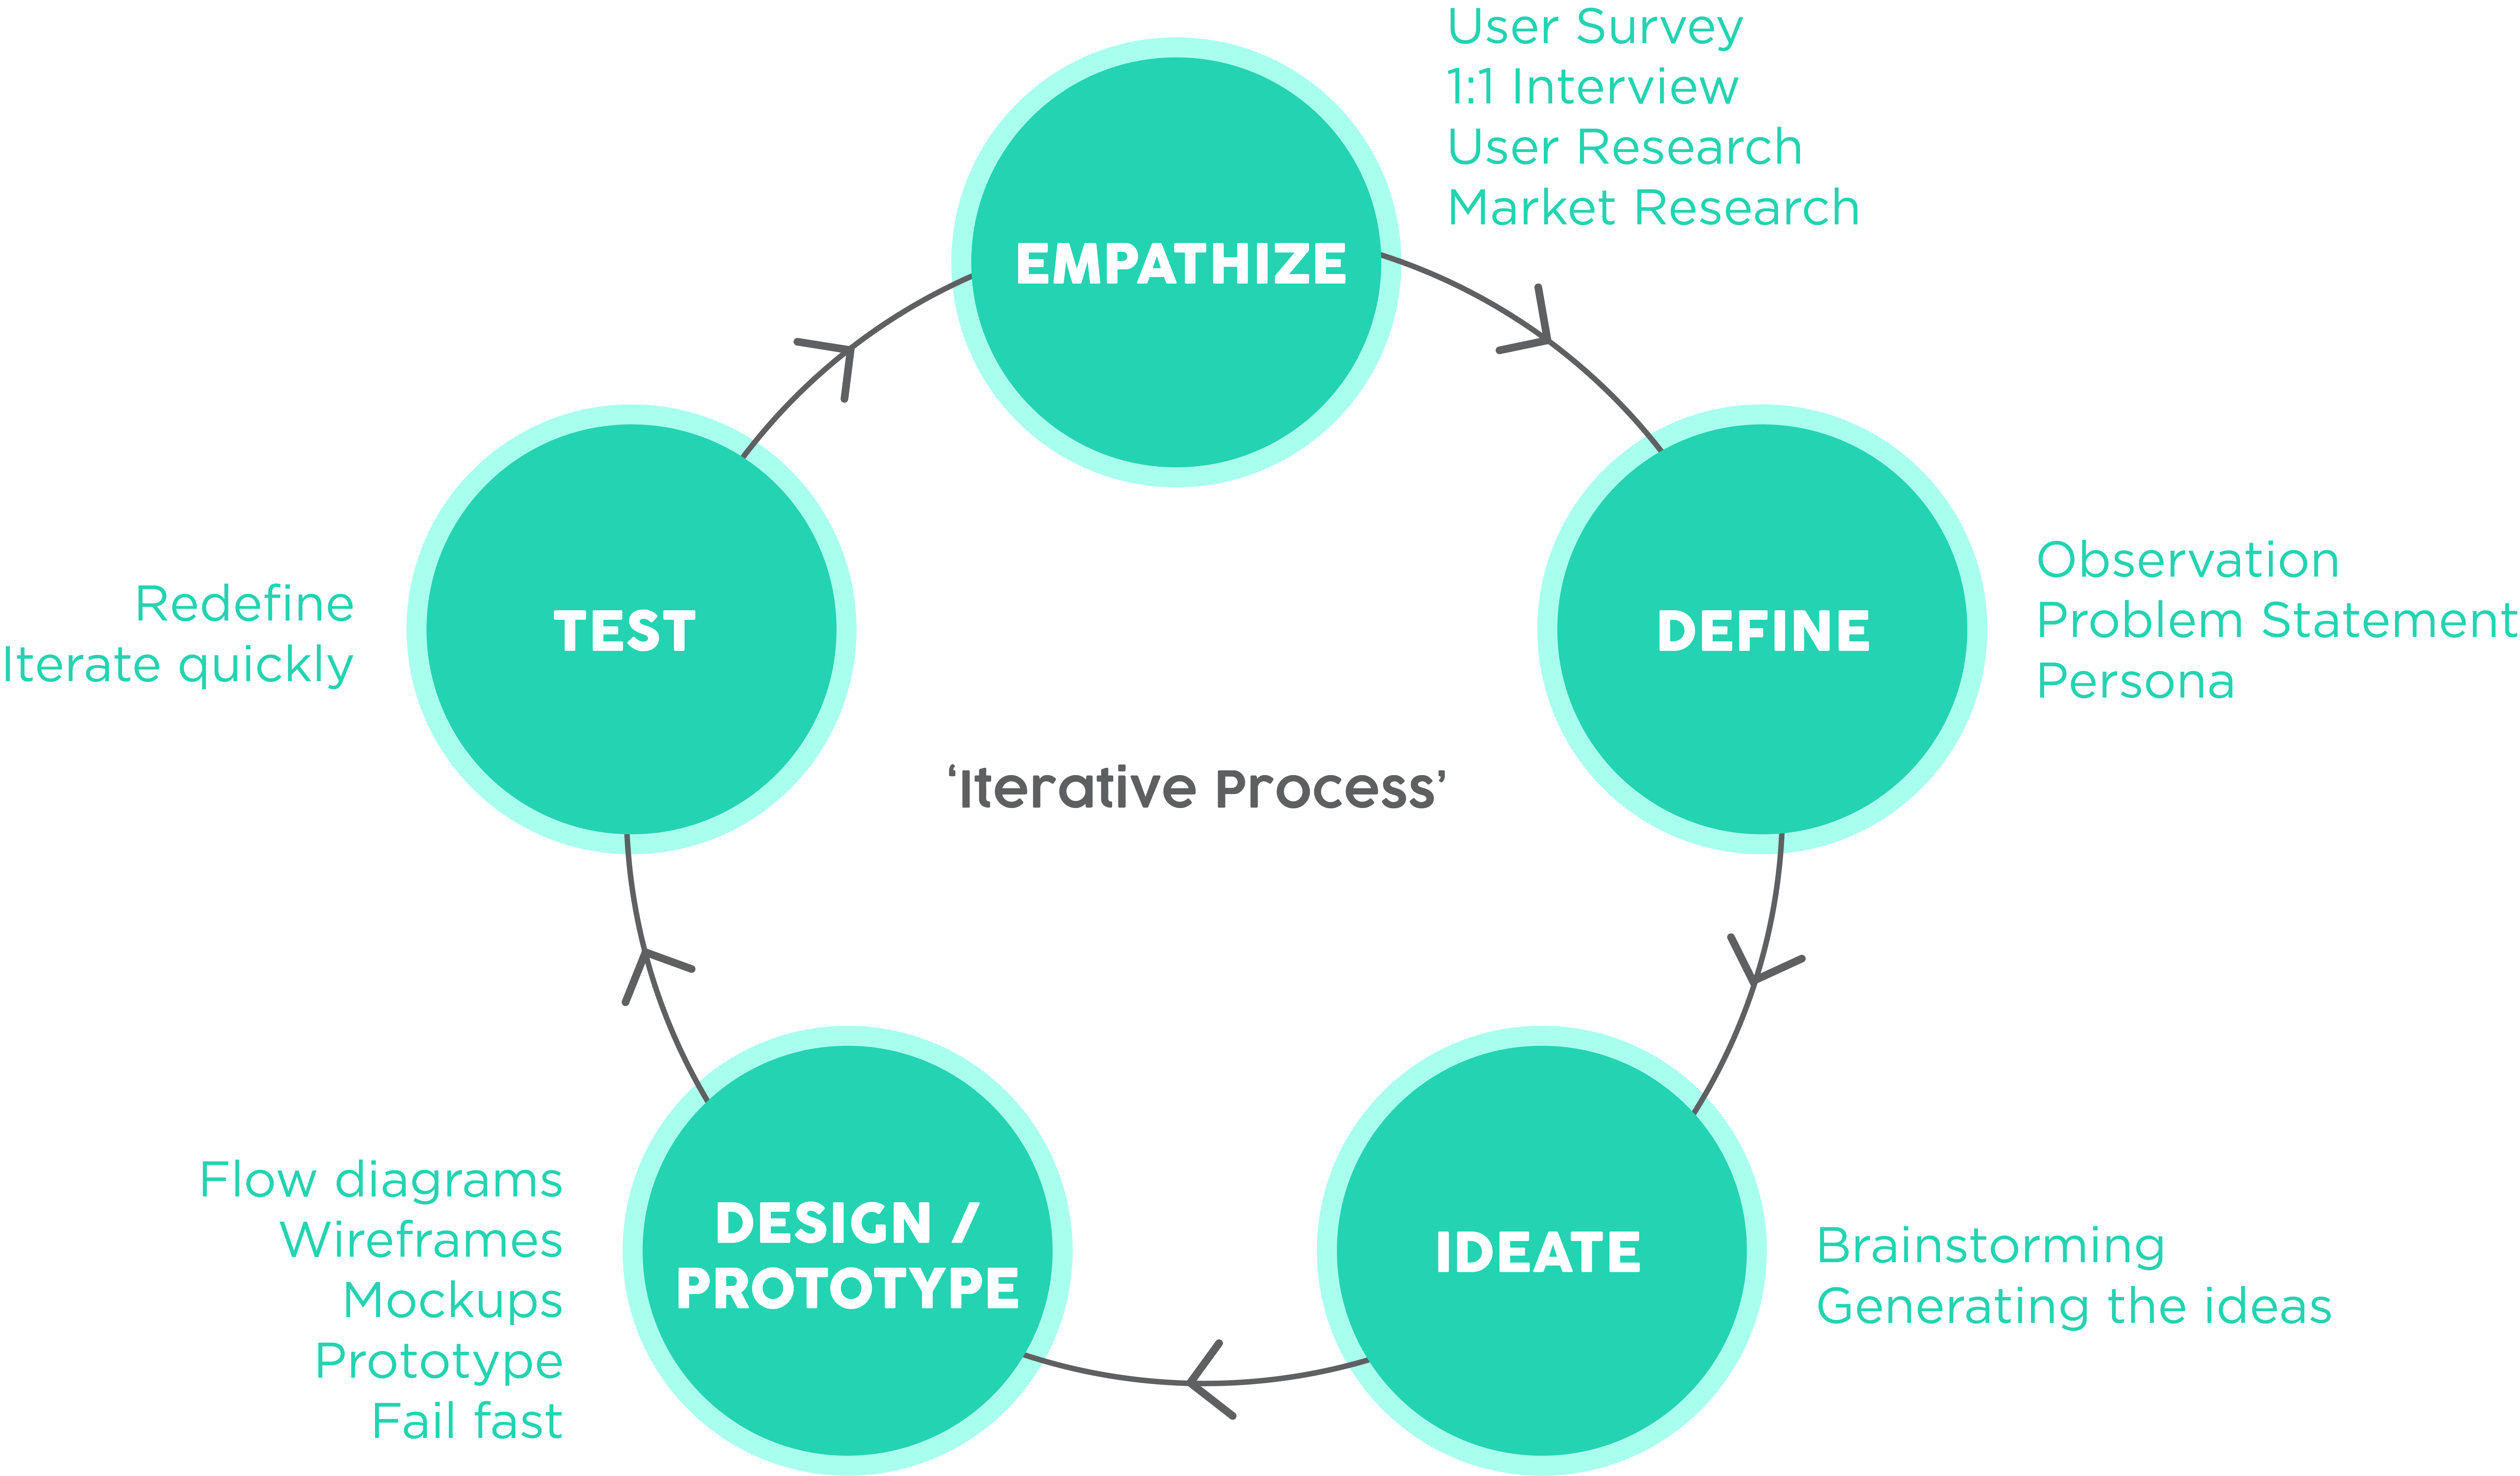 User Survey
1:1 Interview
User Research
Market Research
EMPATHIZE
Observation
Problem Statement
Persona
DEFINE
Redefine
Iterate quickly
TEST
‘Iterative Process’
Flow diagrams
Wireframes
Mockups
Prototype
Fail fast
DESIGN /
PROTOTYPE
IDEATE
Brainstorming
Generating the ideas